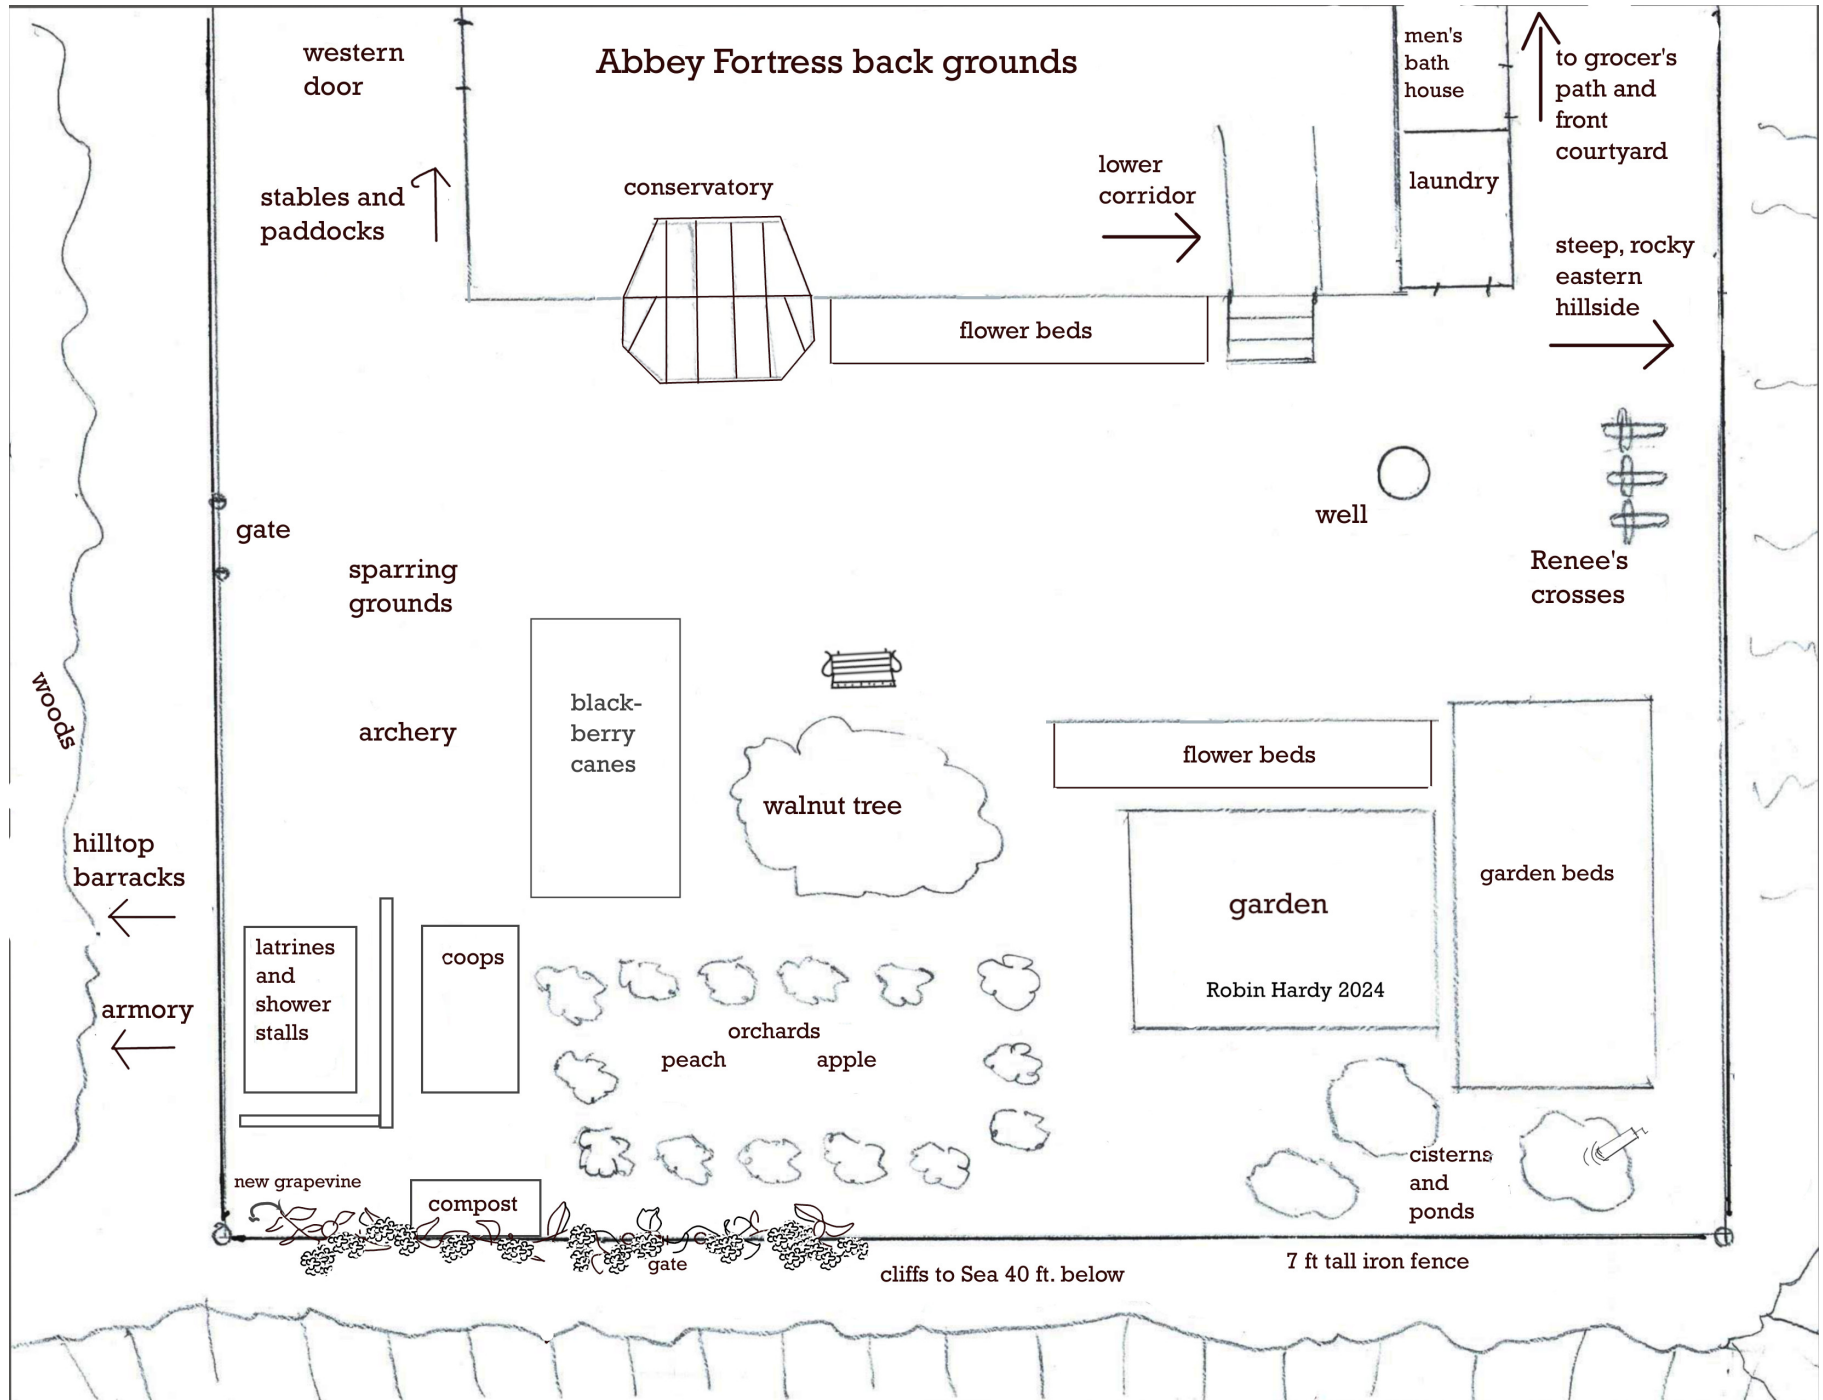 Abbey Fortress back grounds
western
door
men's
bath
house
to grocer's
path and
front
courtyard
stables and
paddocks
conservatory
lower
corridor
laundry
steep, rocky
eastern
hillside
flower beds
gate
well
sparring
grounds
Renee's
crosses
woods
archery
black-
berry
canes
walnut tree
flower beds
hilltop
barracks
garden
garden beds
latrines
and
shower
stalls
coops
Robin Hardy 2024
armory
orchards
peach
apple
cisterns
and
ponds
new grapevine
compost
gate
cliffs to Sea 40 ft. below
7 ft tall iron fence